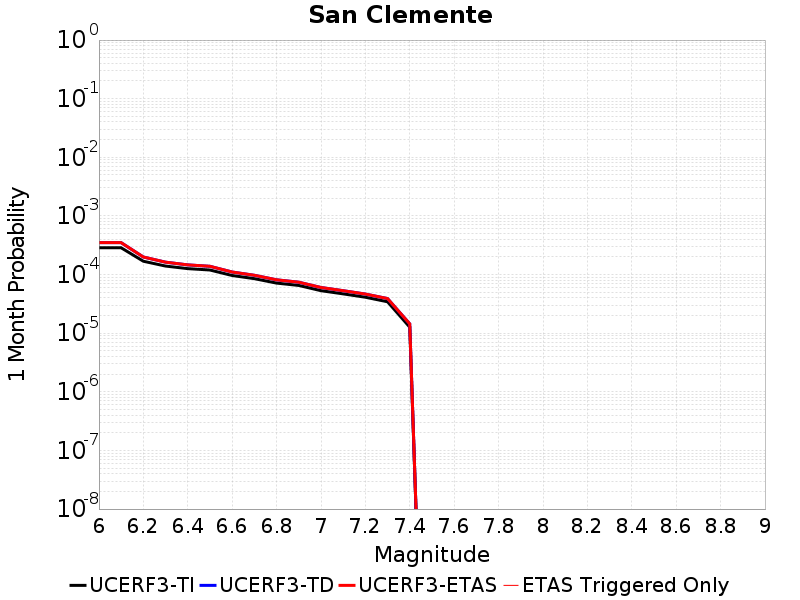 San Clemente
1 Month Probability
10^0
10^-1
10^-2
10^-3
10^-4
10^-5
10^-6
10^-7
10^-8
6 6.2 6.4 6.6 6.8 7 7.2 7.4 7.6 7.8 8 8.2 8.4 8.6 8.8 9
Magnitude
UCERF3-TI UCERF3-TD UCERF3-ETAS ETAS Triggered Only